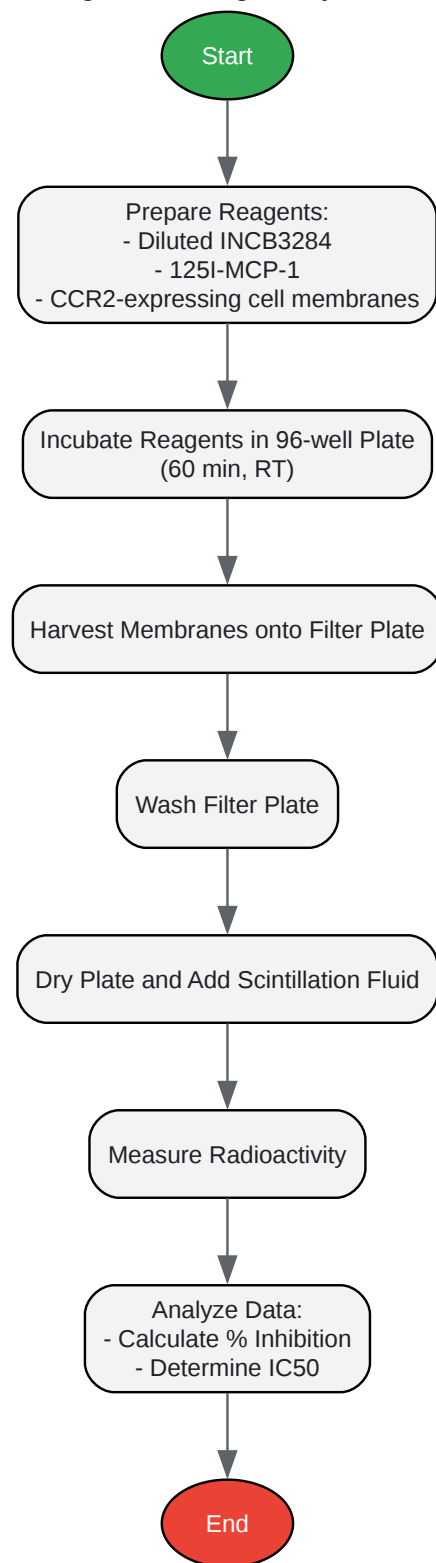 Start
Prepare Reagents:
- Diluted INCB3284
- 125I-MCP-1
- CCR2-expressing cell membranes
Incubate Reagents in 96-well Plate
(60 min, RT)
Harvest Membranes onto Filter Plate
Wash Filter Plate
Dry Plate and Add Scintillation Fluid
Measure Radioactivity
Analyze Data:
- Calculate % Inhibition
- Determine IC50
End